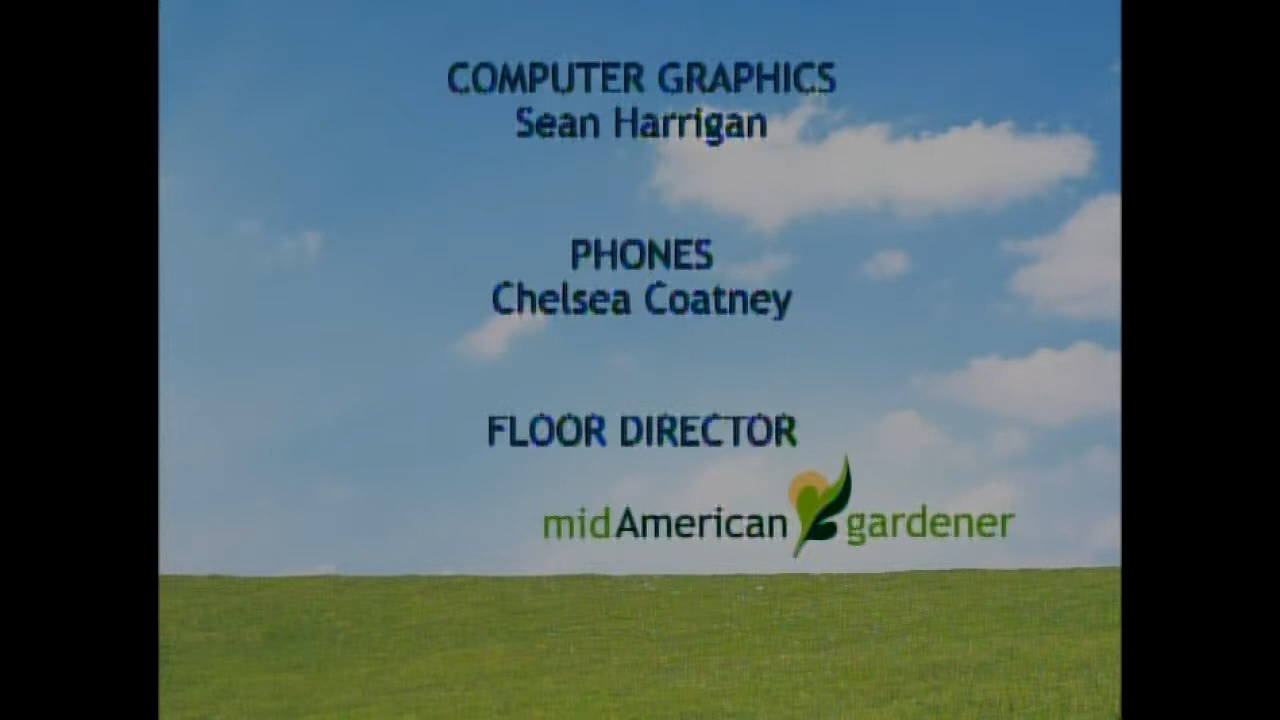 COMPUTER GRAPHICS
Sean Harrigan
PHONES
Chelsea Coatney
FLOOR DIRECTOR
midAmerican gardener